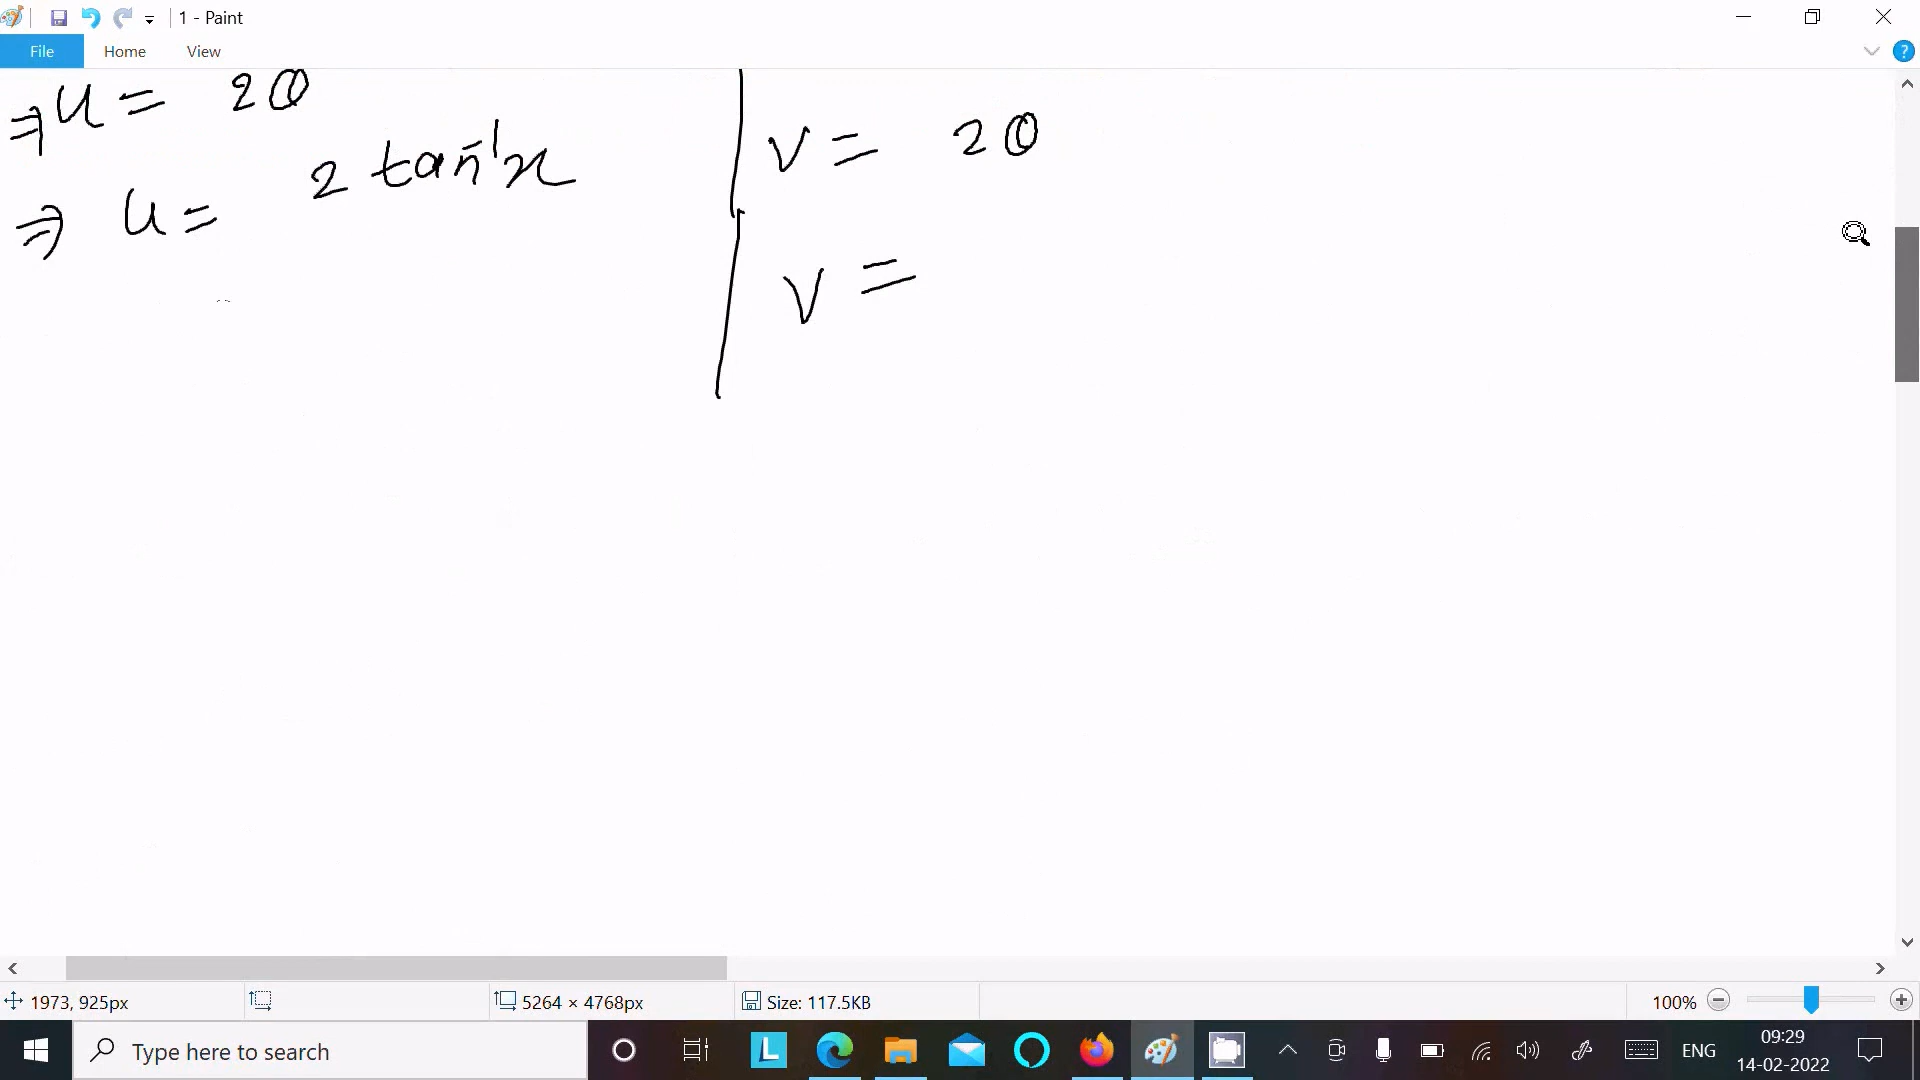 1 - Paint
File Home View
⇒ u = 2θ
⇒ u = 2 tan⁻¹x
v = 2θ
v =
1973, 925px
5264 × 4768px
Size: 117.5KB
100%
Type here to search
L
ENG
09:29
14-02-2022